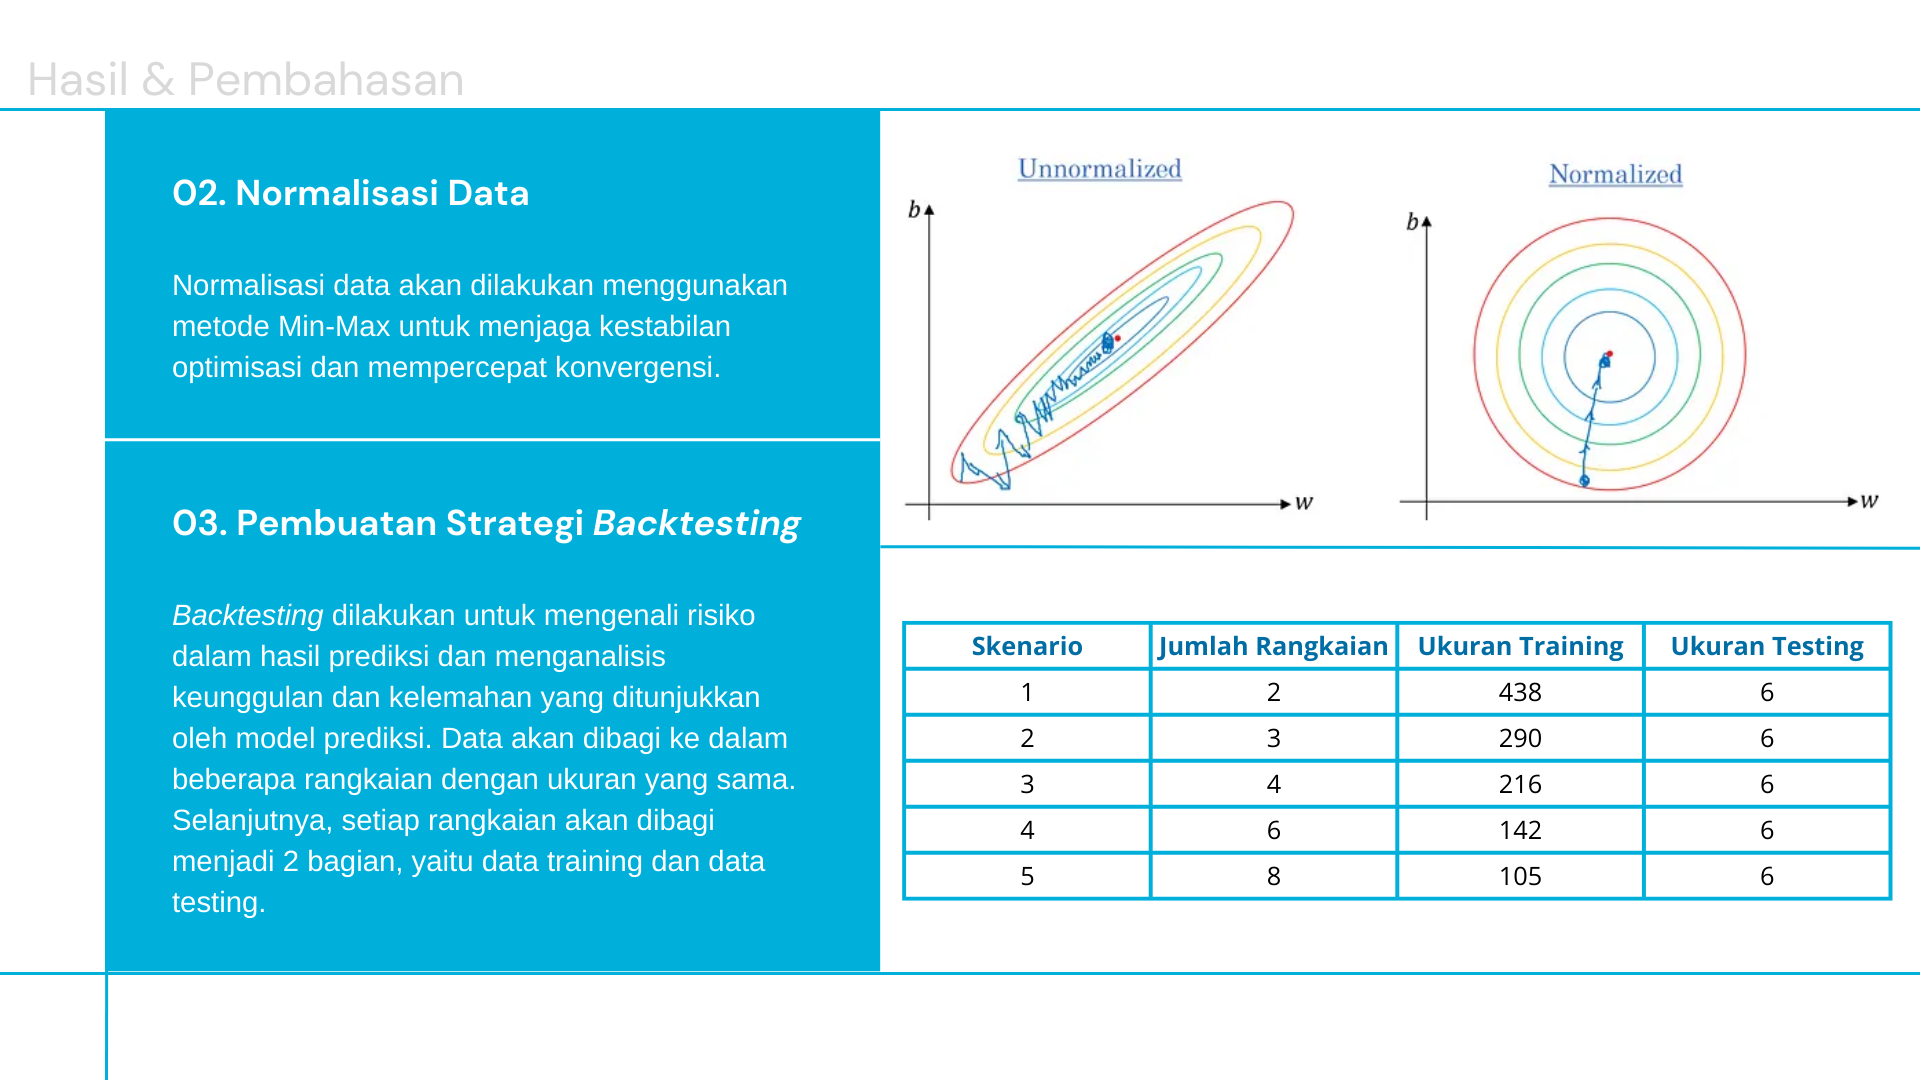 Hasil & Pembahasan
02. Normalisasi Data
Normalisasi data akan dilakukan menggunakan
metode Min-Max untuk menjaga kestabilan
optimisasi dan mempercepat konvergensi.
03. Pembuatan Strategi Backtesting
Backtesting dilakukan untuk mengenali risiko
dalam hasil prediksi dan menganalisis
keunggulan dan kelemahan yang ditunjukkan
oleh model prediksi. Data akan dibagi ke dalam
beberapa rangkaian dengan ukuran yang sama.
Selanjutnya, setiap rangkaian akan dibagi
menjadi 2 bagian, yaitu data training dan data
testing.
Unnormalized
b
w
Normalized
b
w
Skenario Jumlah Rangkaian Ukuran Training Ukuran Testing
1 2 438 6
2 3 290 6
3 4 216 6
4 6 142 6
5 8 105 6